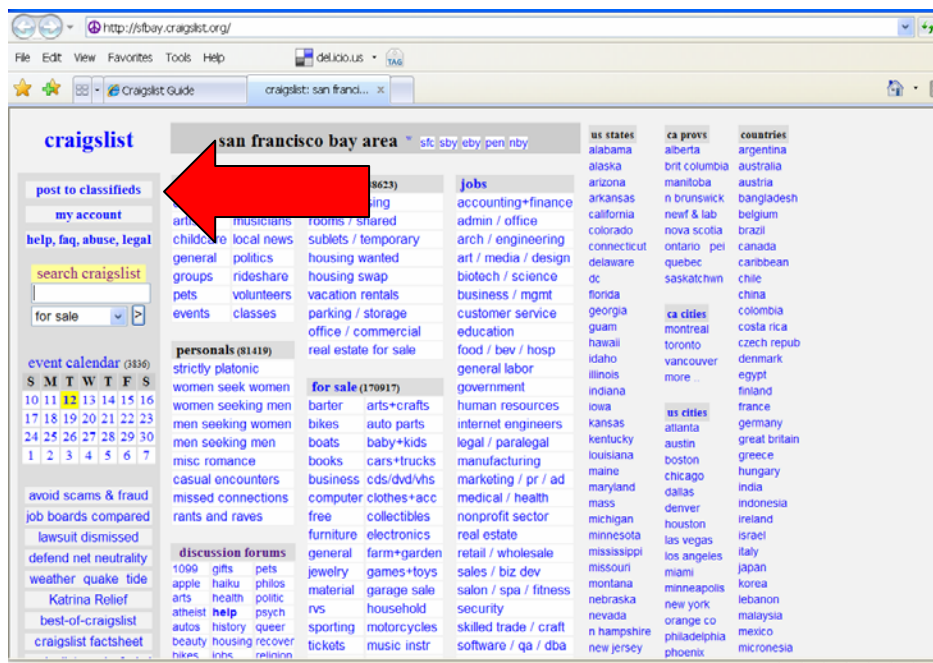 http://sfbay.craigslist.org/
File Edit View Favorites Tools Help del.icio.us TAG
Craigslist Guide craigslist: san franci... x
craigslist
post to classifieds
my account
help, faq, abuse, legal
search craigslist
for sale >
event calendar (3836)
S M T W T F S
10 11 12 13 14 15 16
17 18 19 20 21 22 23
24 25 26 27 28 29 30
1 2 3 4 5 6 7
avoid scams & fraud
job boards compared
lawsuit dismissed
defend net neutrality
weather quake tide
Katrina Relief
best-of-craigslist
craigslist factsheet
san francisco bay area sfc sby eby pen nby
musicians
childcare local news
general politics
groups rideshare
pets volunteers
events classes
personals (81419)
strictly platonic
women seek women
women seeking men
men seeking women
men seeking men
misc romance
casual encounters
missed connections
rants and raves
discussion forums
1099 gifts pets
apple haiku philos
arts health politic
atheist help psych
autos history queer
beauty housing recover
bikes jobs religion
rooms / shared
sublets / temporary
housing wanted
housing swap
vacation rentals
parking / storage
office / commercial
real estate for sale
for sale (170917)
barter arts+crafts
bikes auto parts
boats baby+kids
books cars+trucks
business cds/dvd/vhs
computer clothes+acc
free collectibles
furniture electronics
general farm+garden
jewelry games+toys
material garage sale
rvs household
sporting motorcycles
tickets music instr
jobs
accounting+finance
admin / office
arch / engineering
art / media / design
biotech / science
business / mgmt
customer service
education
food / bev / hosp
general labor
government
human resources
internet engineers
legal / paralegal
manufacturing
marketing / pr / ad
medical / health
nonprofit sector
real estate
retail / wholesale
sales / biz dev
salon / spa / fitness
security
skilled trade / craft
software / qa / dba
us states
alabama
alaska
arizona
arkansas
california
colorado
connecticut
delaware
dc
florida
georgia
guam
hawaii
idaho
illinois
indiana
iowa
kansas
kentucky
louisiana
maine
maryland
mass
michigan
minnesota
mississippi
missouri
montana
nebraska
nevada
n hampshire
new jersey
ca provs
alberta
brit columbia
manitoba
n brunswick
newf & lab
nova scotia
ontario pei
quebec
saskatchwn
ca cities
montreal
toronto
vancouver
more ..
us cities
atlanta
austin
boston
chicago
dallas
denver
houston
las vegas
los angeles
miami
minneapolis
new york
orange co
philadelphia
phoenix
countries
argentina
australia
austria
bangladesh
belgium
brazil
canada
caribbean
chile
china
colombia
costa rica
czech repub
denmark
egypt
finland
france
germany
great britain
greece
hungary
india
indonesia
ireland
israel
italy
japan
korea
lebanon
malaysia
mexico
micronesia